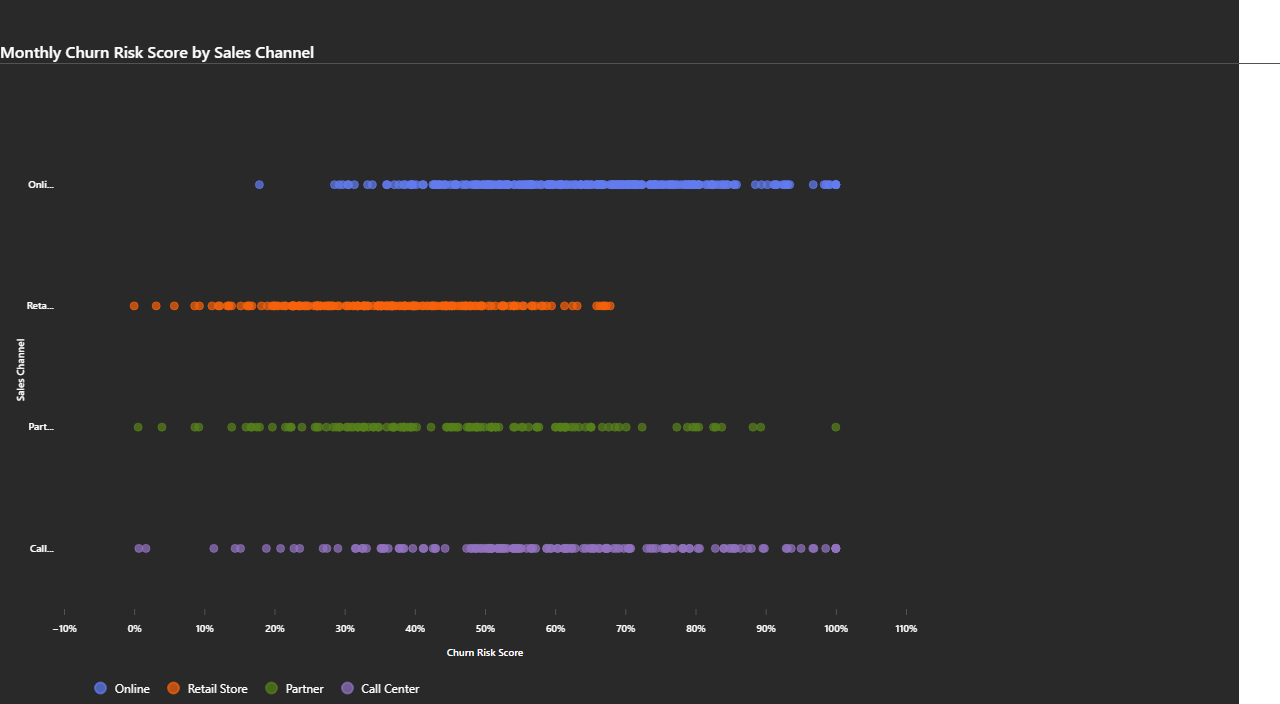 Monthly Churn Risk Score by Sales Channel
Onli...
Reta...
Sales Channel
Part...
Call...
−10% 0% 10% 20% 30% 40% 50% 60% 70% 80% 90% 100% 110%
Churn Risk Score
Online Retail Store Partner Call Center